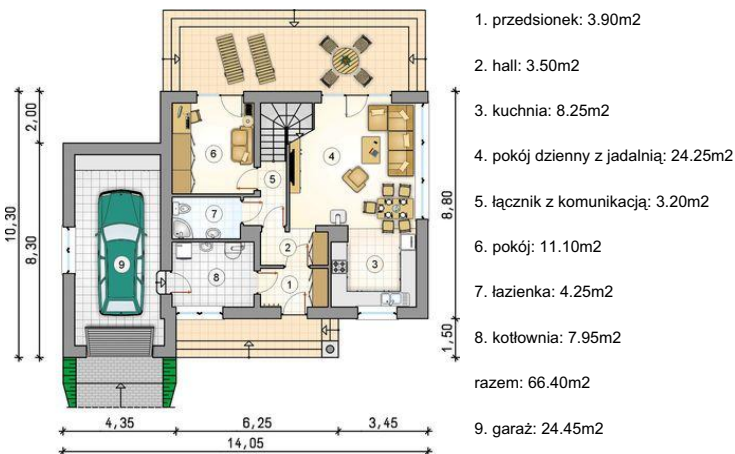 1. przedsionek: 3.90m2
2. hall: 3.50m2
3. kuchnia: 8.25m2
4. pokój dzienny z jadalnią: 24.25m2
5. łącznik z komunikacją: 3.20m2
6. pokój: 11.10m2
7. łazienka: 4.25m2
8. kotłownia: 7.95m2
razem: 66.40m2
9. garaż: 24.45m2
2,00
10,30
8,30
8,80
1,50
6
5
4
7
2
3
9
8
1
4,35
6,25
3,45
14,05